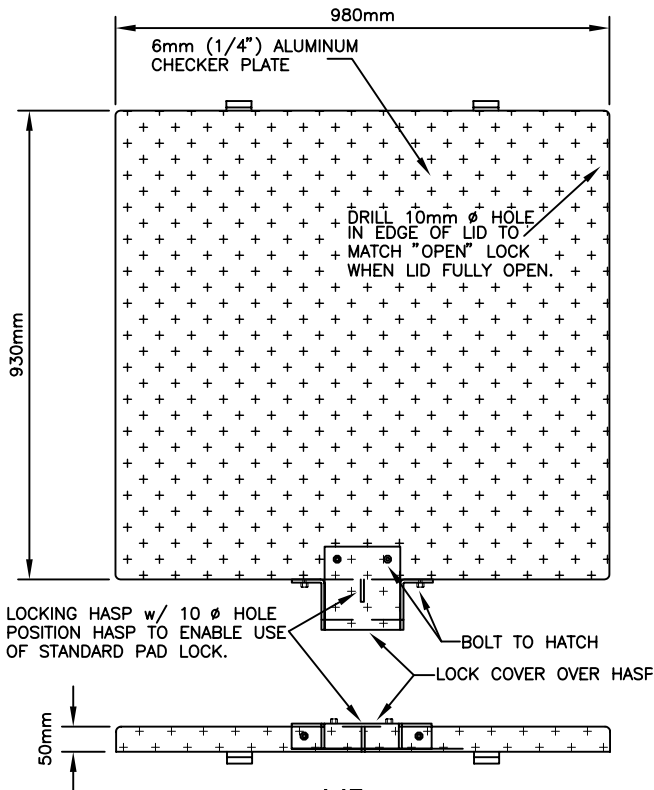 980mm
6mm (1/4") ALUMINUM
CHECKER PLATE
DRILL 10mm ø HOLE
IN EDGE OF LID TO
MATCH "OPEN" LOCK
WHEN LID FULLY OPEN.
930mm
LOCKING HASP w/ 10 ø HOLE
POSITION HASP TO ENABLE USE
OF STANDARD PAD LOCK.
BOLT TO HATCH
LOCK COVER OVER HASP
50mm